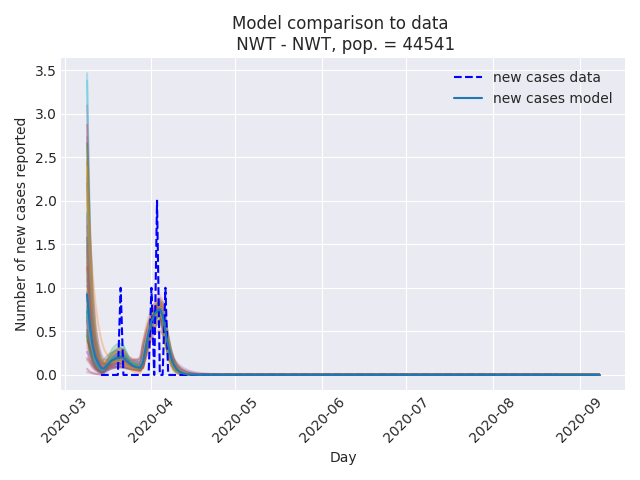 Model comparison to data
NWT - NWT, pop. = 44541
new cases data
new cases model
Number of new cases reported
3.5
3.0
2.5
2.0
1.5
1.0
0.5
0.0
2020-03
2020-04
2020-05
2020-06
2020-07
2020-08
2020-09
Day